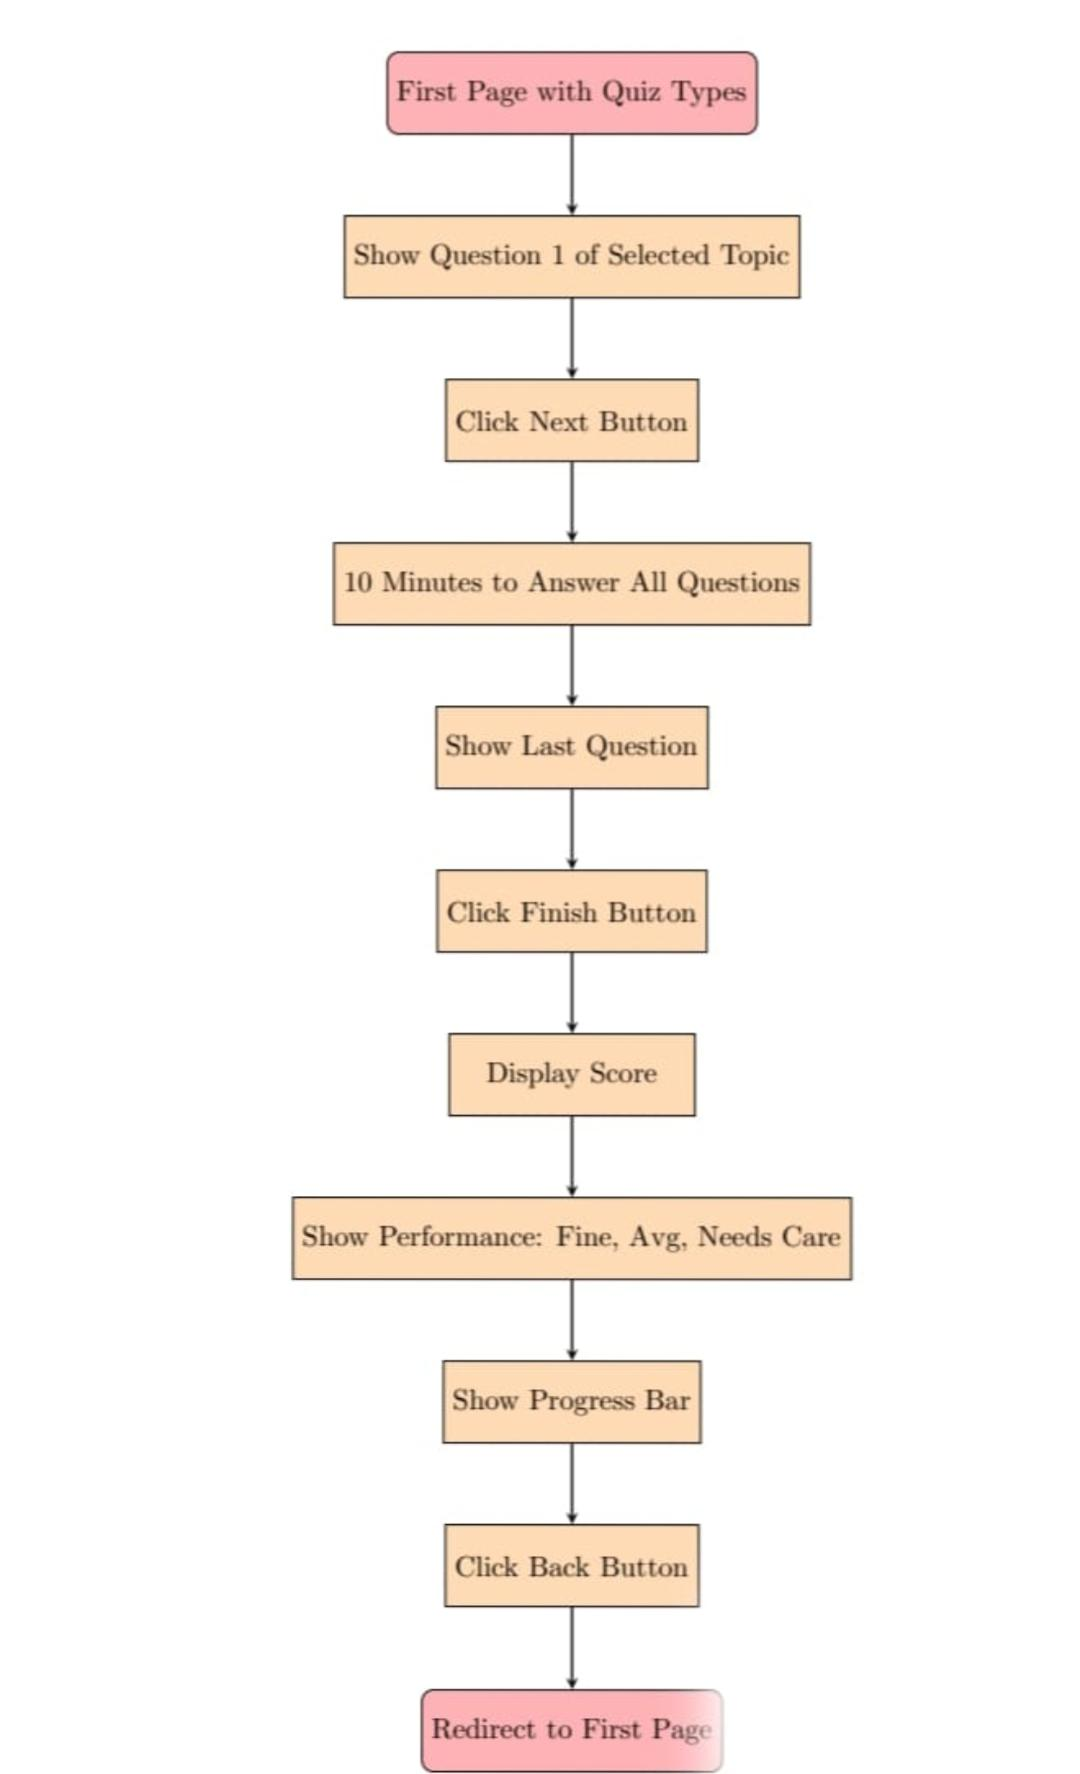 First Page with Quiz Types
Show Question 1 of Selected Topic
Click Next Button
10 Minutes to Answer All Questions
Show Last Question
Click Finish Button
Display Score
Show Performance: Fine, Avg, Needs Care
Show Progress Bar
Click Back Button
Redirect to First Page